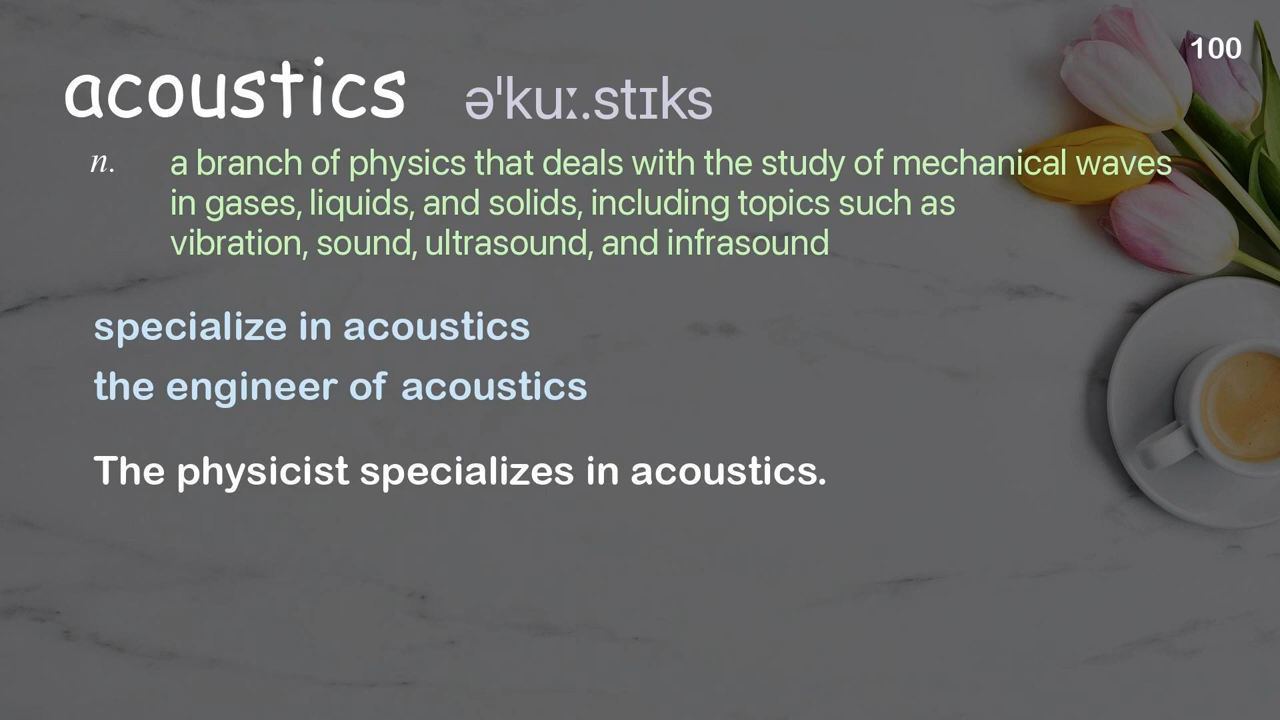 100
acoustics əˈkuː.stɪks
n. a branch of physics that deals with the study of mechanical waves
in gases, liquids, and solids, including topics such as
vibration, sound, ultrasound, and infrasound
specialize in acoustics
the engineer of acoustics
The physicist specializes in acoustics.